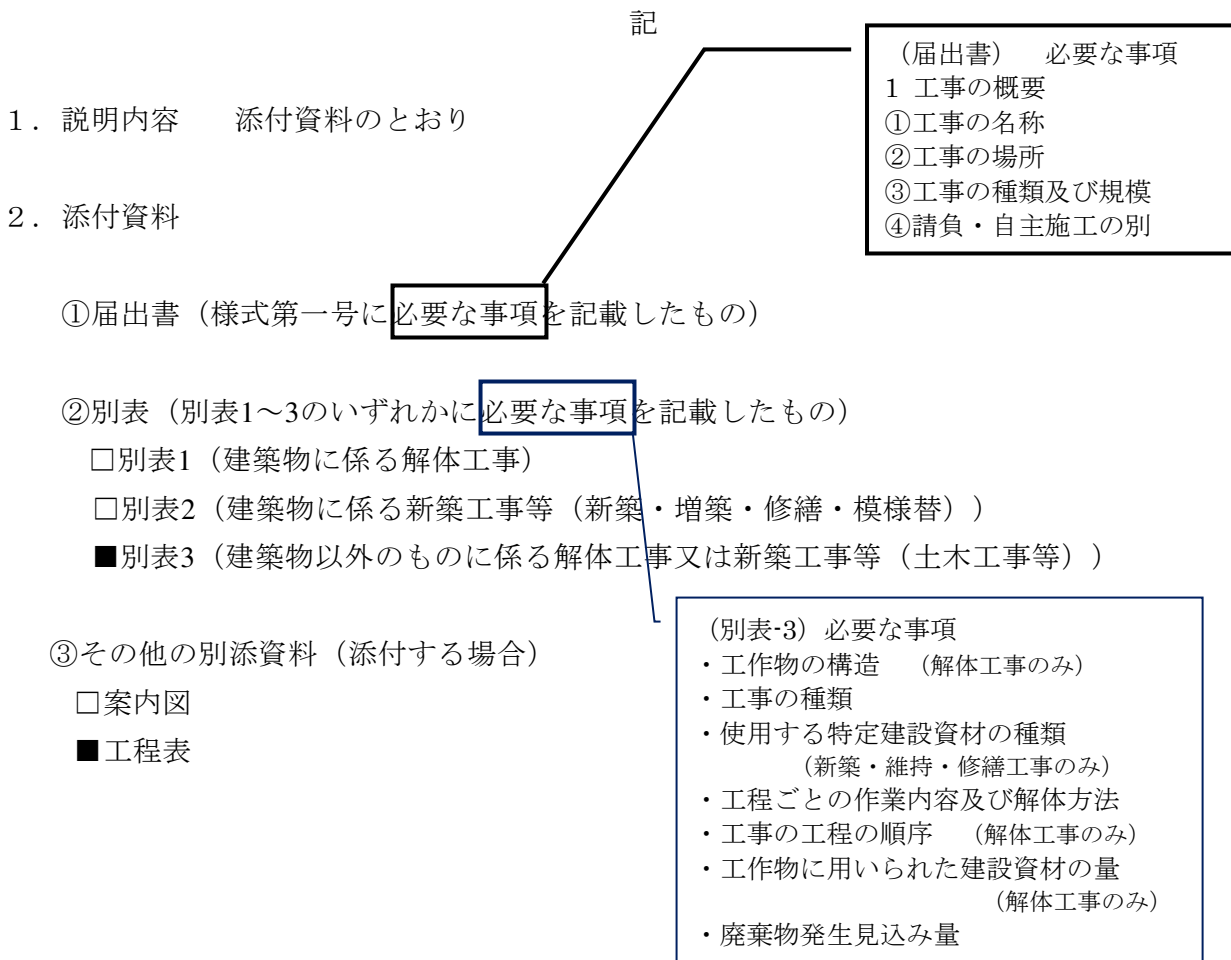 記
（届出書）　必要な事項
1 工事の概要
①工事の名称
②工事の場所
③工事の種類及び規模
④請負・自主施工の別
１．説明内容　　添付資料のとおり
２．添付資料
①届出書（様式第一号に必要な事項を記載したもの）
②別表（別表1～3のいずれかに必要な事項を記載したもの）
□別表1（建築物に係る解体工事）
□別表2（建築物に係る新築工事等（新築・増築・修繕・模様替））
■別表3（建築物以外のものに係る解体工事又は新築工事等（土木工事等））
③その他の別添資料（添付する場合）
□案内図
■工程表
（別表-3）必要な事項
・工作物の構造　（解体工事のみ）
・工事の種類
・使用する特定建設資材の種類
（新築・維持・修繕工事のみ）
・工程ごとの作業内容及び解体方法
・工事の工程の順序　（解体工事のみ）
・工作物に用いられた建設資材の量
（解体工事のみ）
・廃棄物発生見込み量